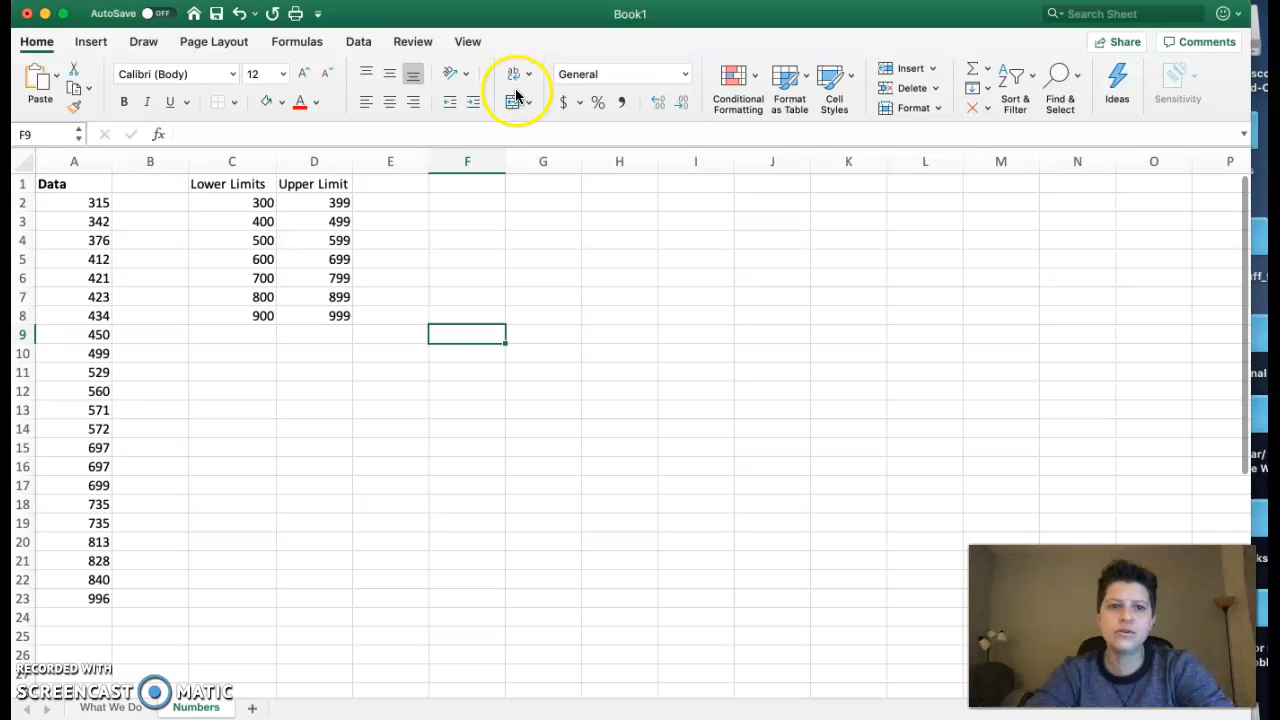 AutoSave OFF Book1 Search Sheet
Home Insert Draw Page Layout Formulas Data Review View Share Comments
Paste Calibri (Body) 12 General Conditional Formatting Format as Table Cell Styles Insert Delete Format Sort & Filter Find & Select Ideas Sensitivity
B I U A $ % 
F9 fx
A B C D E F G H I J K L M N O P
1 Data Lower Limits Upper Limit
2 315 300 399
3 342 400 499
4 376 500 599
5 412 600 699
6 421 700 799
7 423 800 899
8 434 900 999
9 450
10 499
11 529
12 560
13 571
14 572
15 697
16 697
17 699
18 735
19 735
20 813
21 828
22 840
23 996
24
25
26
RECORDED WITH
SCREENCAST MATIC
What We Do Numbers